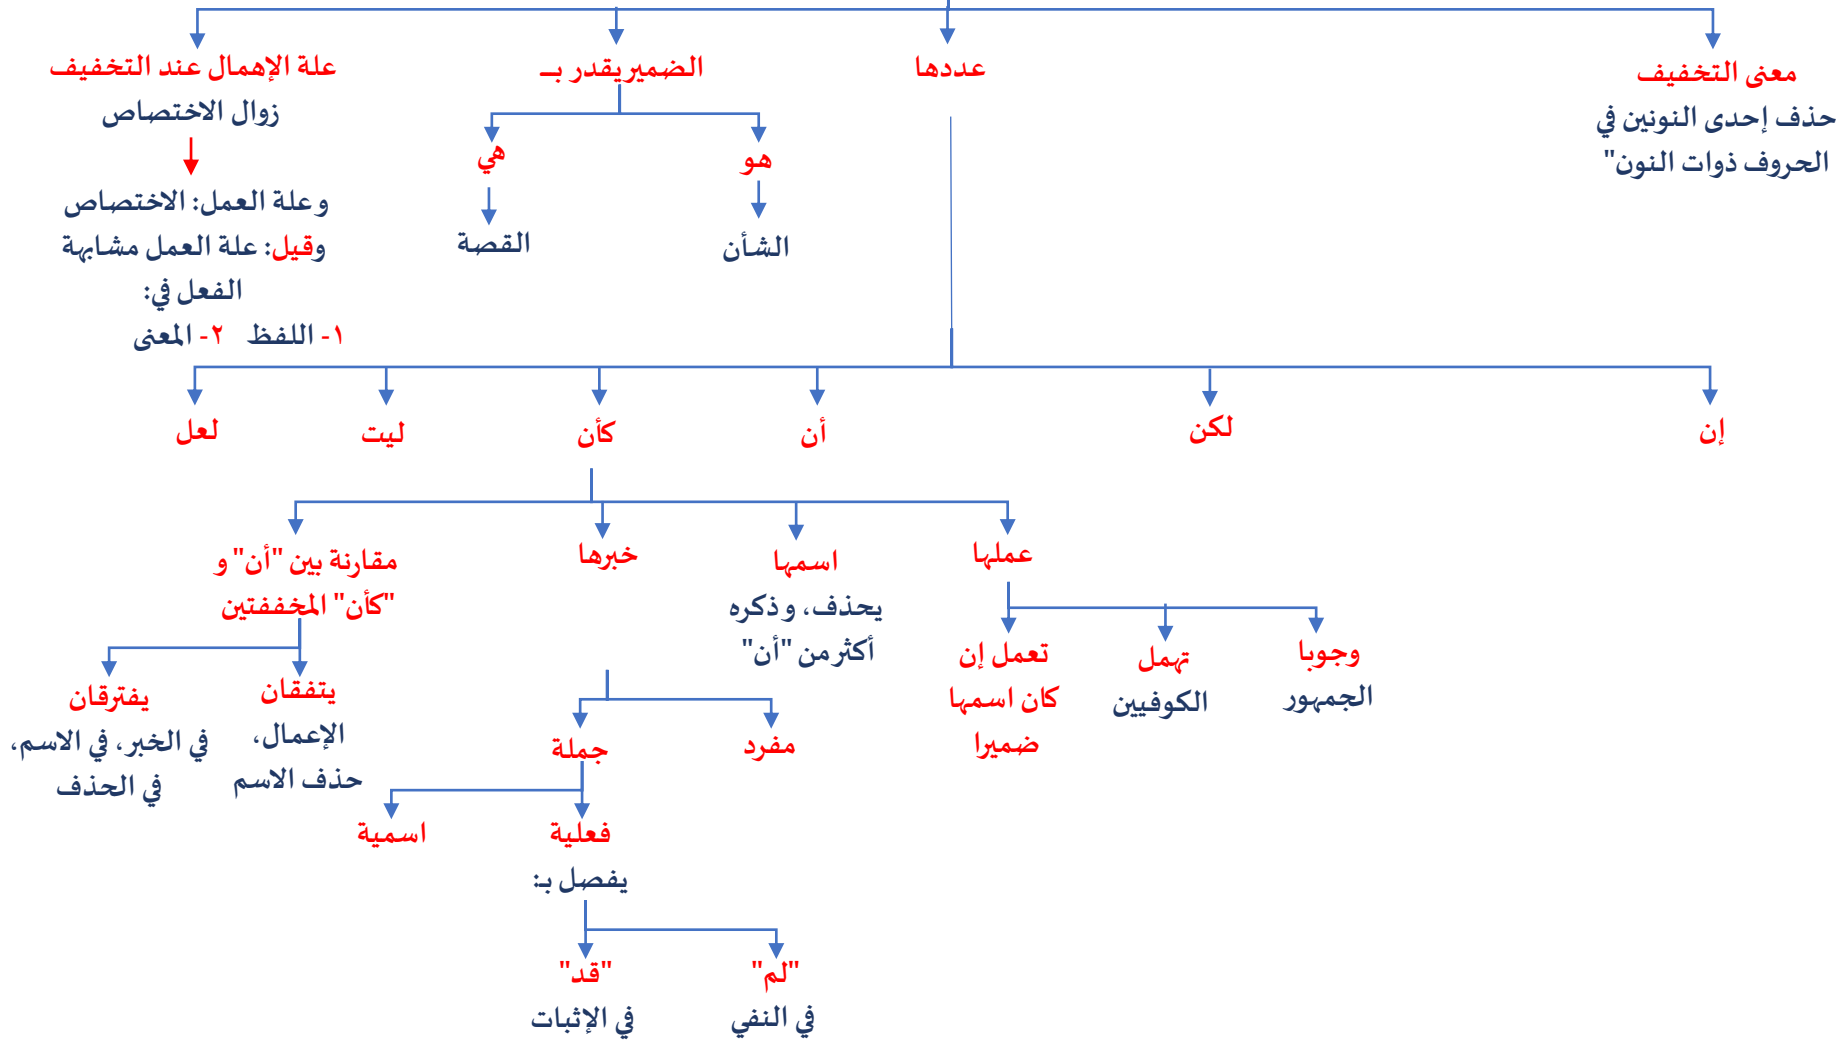 معنى التخفيف
حذف إحدى النونين في
الحروف ذوات النون"
عددها
الضمير يقدر بـ
هو
الشأن
هي
القصة
علة الإهمال عند التخفيف
زوال الاختصاص
وعلة العمل: الاختصاص
وقيل: علة العمل مشابهة
الفعل في:
١- اللفظ ٢- المعنى
إن
لكن
أن
كأن
ليت
لعل
عملها
وجوبا
الجمهور
تهمل
الكوفيين
تعمل إن
كان اسمها
ضميرا
اسمها
يحذف، وذكره
أكثر من "أن"
خبرها
مفرد
جملة
فعلية
يفصل بـ:
"لم"
في النفي
"قد"
في الإثبات
اسمية
مقارنة بين "أن" و
"كأن" المخففتين
يتفقان
الإعمال،
حذف الاسم
يفترقان
في الخبر، في الاسم،
في الحذف